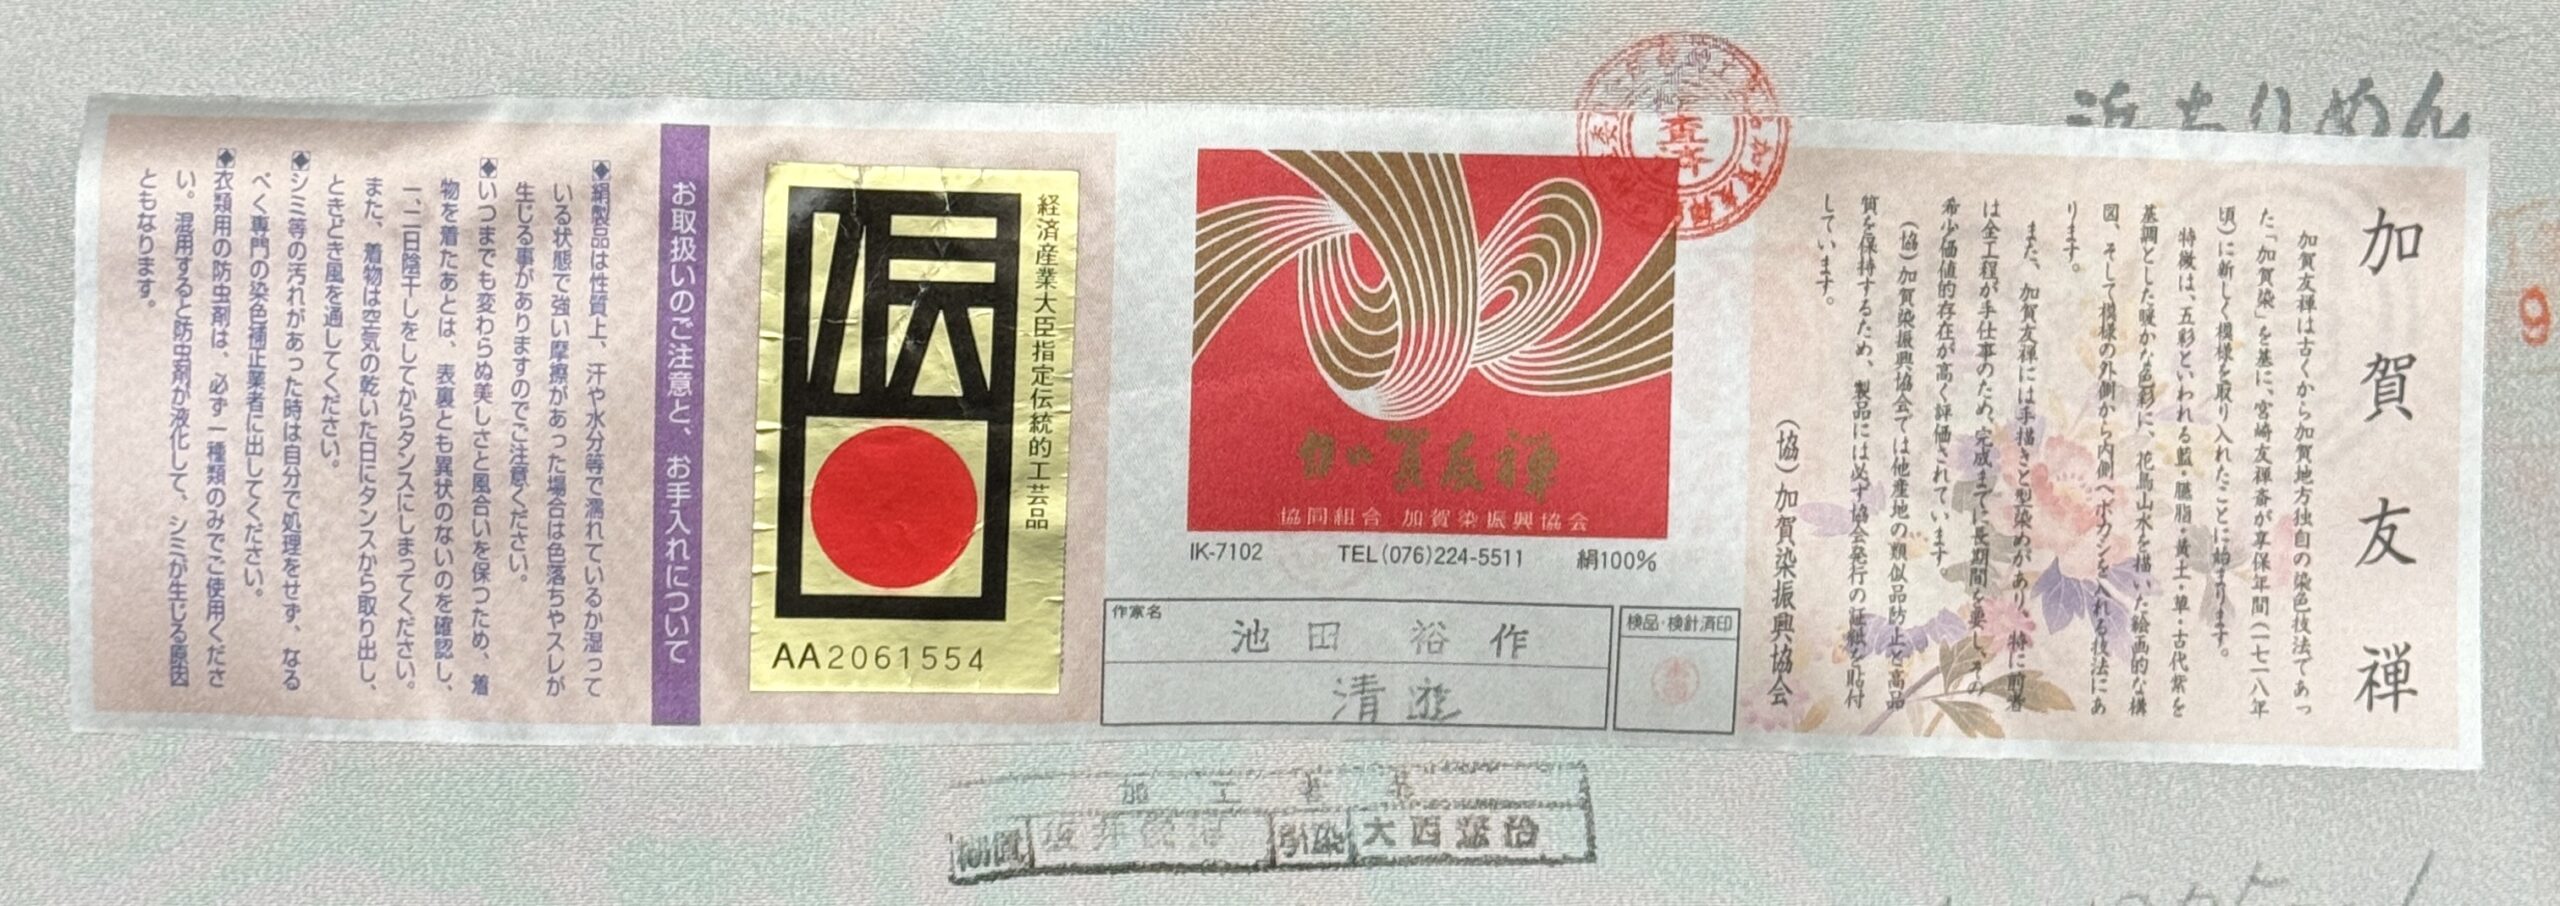 浜ちりめん
加賀友禅
加賀友禅は古くから加賀地方独自の染色技法であっ
た「加賀染」を基に、宮崎友禅斎が享保年間(一七一八年
頃)に新しく模様を取り入れたことに始まります。
特徴は、五彩といわれる藍・臙脂・黄土・草・古代紫を
基調とした暖かな色彩に、花鳥山水を描いた絵画的な構
図、そして模様の外側から内側へボカシを入れる技法にあ
ります。
また、加賀友禅には手描きと型染めがあり、特に前者
は全工程が手仕事のため、完成までに長期間を要し、その
希少価値的存在が高く評価されています。
(協)加賀染振興協会では他産地の類似品防止と高品
質を保持するため、製品には必ず協会発行の証紙を貼付
しています。
(協)加賀染振興協会
査済
加賀友禅
協同組合 加賀染振興協会
IK-7102 TEL(076)224-5511 絹100%
作家名
池田 裕作
清遊
検品・検針済印
経済産業大臣指定伝統的工芸品
伝
AA2061554
お取扱いのご注意と、お手入れについて
絹製品は性質上、汗や水分等で濡れているか湿って
いる状態で強い摩擦があった場合は色落ちやスレが
生じる事がありますのでご注意ください。
いつまでも変わらぬ美しさと風合いを保つため、着
物を着たあとは、表裏とも異状のないのを確認し、
一、二日陰干しをしてからタンスにしまってください。
また、着物は空気の乾いた日にタンスから取り出し、
ときどき風を通してください。
シミ等の汚れがあった時は自分で処理をせず、なる
べく専門の染色補正業者に出してください。
衣類用の防虫剤は、必ず一種類のみでご使用くださ
い。混用すると防虫剤が液化して、シミが生じる原因
ともなります。
加工著名
引染 大西
9